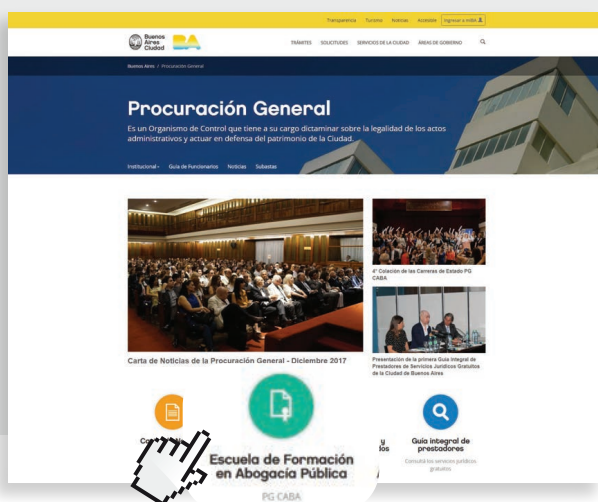 Transparencia Turismo Noticias Accesible Ingresar a miBA
Buenos
Aires
Ciudad
BA
TRÁMITES SOLICITUDES SERVICIOS DE LA CIUDAD ÁREAS DE GOBIERNO
Buenos Aires / Procuración General
Procuración General
Es un Organismo de Control que tiene a su cargo dictaminar sobre la legalidad de los actos
administrativos y actuar en defensa del patrimonio de la Ciudad.
Institucional Guía de Funcionarios Noticias Subastas
4° Colación de las Carreras de Estado PG
CABA
Carta de Noticias de la Procuración General - Diciembre 2017
Presentación de la primera Guía Integral de
Prestadores de Servicios Jurídicos Gratuitos
de la Ciudad de Buenos Aires
Escuela de Formación
en Abogacía Pública
PG CABA
y
los
Guía integral de
prestadores
Consultá los servicios jurídicos
gratuitos